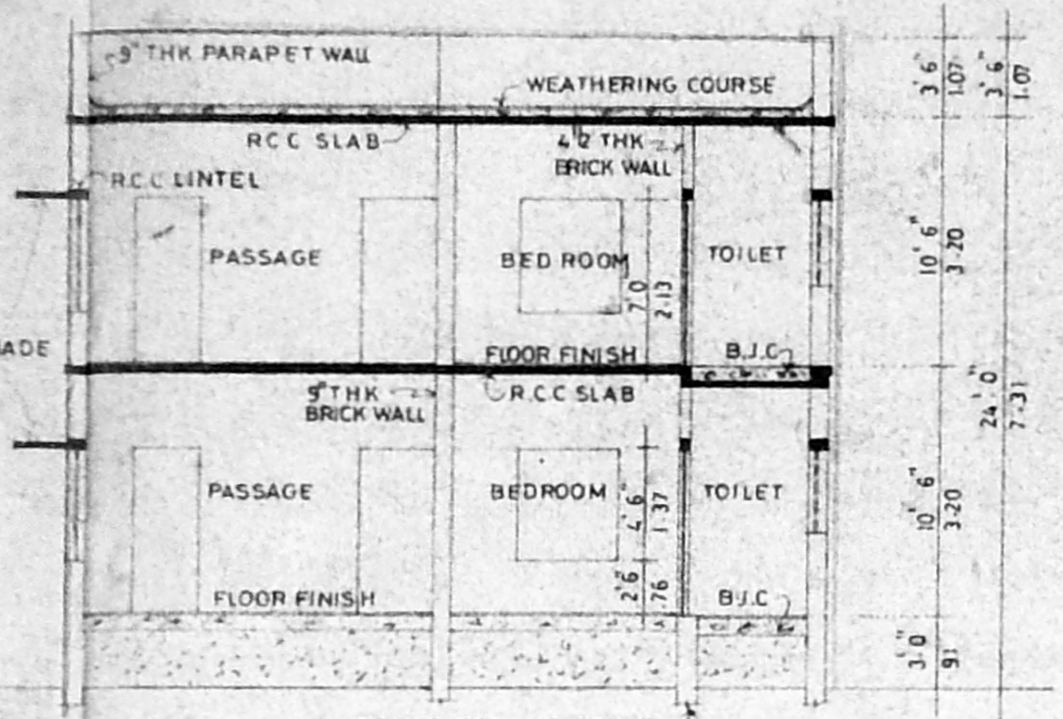 9" THK PARAPET WALL
WEATHERING COURSE
3' 6"
1.07
3' 6"
1.07
RCC SLAB
4½ THK
BRICK WALL
R.C.C LINTEL
PASSAGE
BED ROOM
TOILET
7' 0
2.13
10' 6"
3.20
ADE
FLOOR FINISH
B.J.C
9" THK
BRICK WALL
R.C.C SLAB
24' 0"
7.31
PASSAGE
BEDROOM
TOILET
4' 6"
1.37
10' 6"
3.20
FLOOR FINISH
2' 6
.76
B.J.C
3' 0"
.91